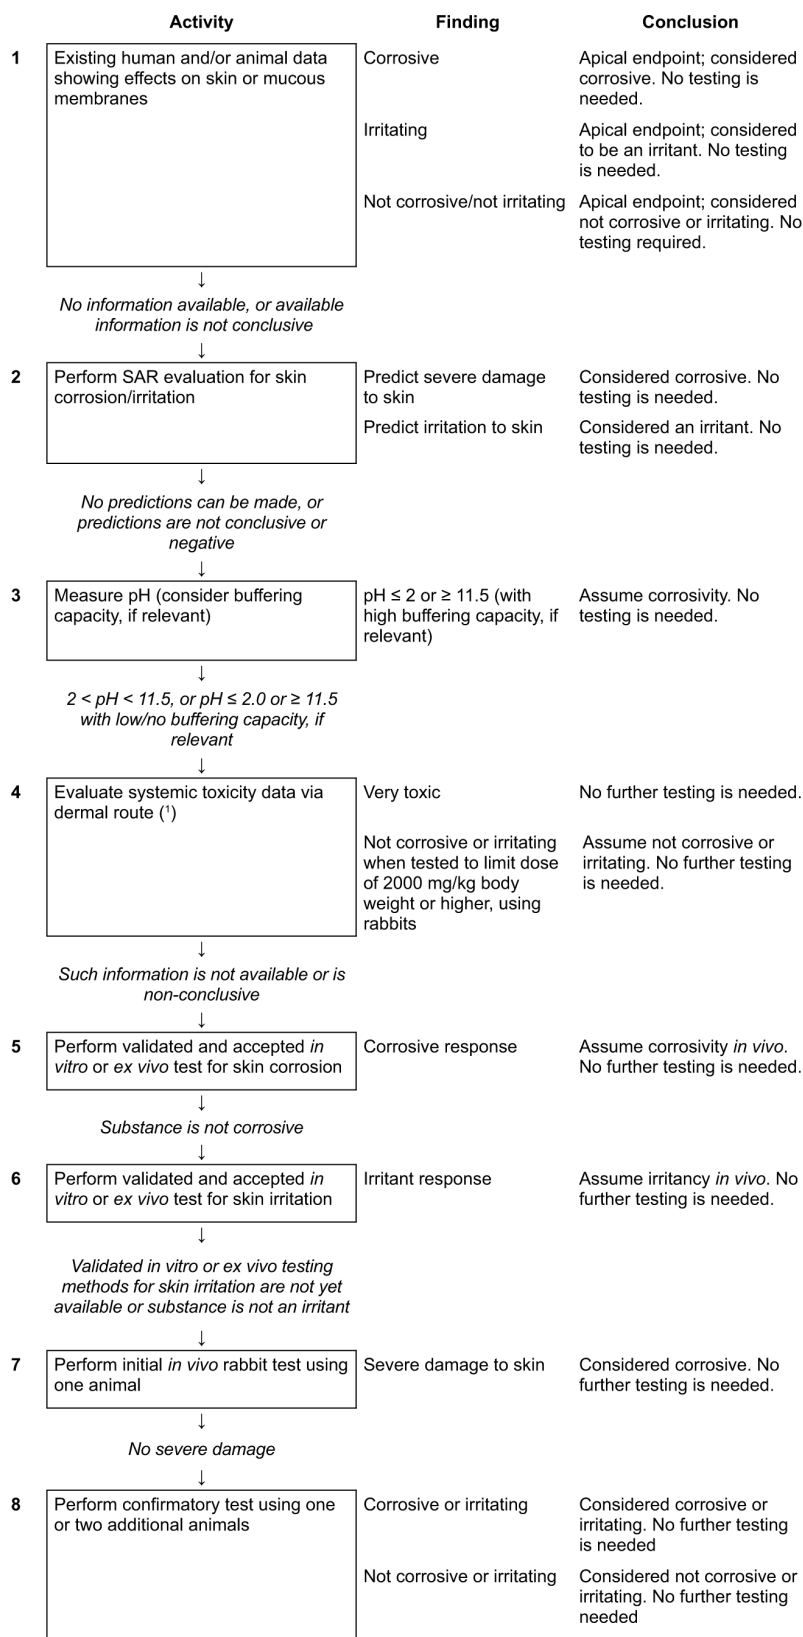 Activity Finding Conclusion
1 Existing human and/or animal data
showing effects on skin or mucous
membranes
Corrosive
Apical endpoint; considered
corrosive. No testing is
needed.
Irritating
Apical endpoint; considered
to be an irritant. No testing
is needed.
Not corrosive/not irritating
Apical endpoint; considered
not corrosive or irritating. No
testing required.
↓
No information available, or available
information is not conclusive
↓
2 Perform SAR evaluation for skin
corrosion/irritation
Predict severe damage
to skin
Considered corrosive. No
testing is needed.
Predict irritation to skin
Considered an irritant. No
testing is needed.
↓
No predictions can be made, or
predictions are not conclusive or
negative
↓
3 Measure pH (consider buffering
capacity, if relevant)
pH ≤ 2 or ≥ 11.5 (with
high buffering capacity, if
relevant)
Assume corrosivity. No
testing is needed.
↓
2 < pH < 11.5, or pH ≤ 2.0 or ≥ 11.5
with low/no buffering capacity, if
relevant
↓
4 Evaluate systemic toxicity data via
dermal route (¹)
Very toxic
No further testing is needed.
Not corrosive or irritating
when tested to limit dose
of 2000 mg/kg body
weight or higher, using
rabbits
Assume not corrosive or
irritating. No further testing
is needed.
↓
Such information is not available or is
non-conclusive
↓
5 Perform validated and accepted in
vitro or ex vivo test for skin corrosion
Corrosive response
Assume corrosivity in vivo.
No further testing is needed.
↓
Substance is not corrosive
↓
6 Perform validated and accepted in
vitro or ex vivo test for skin irritation
Irritant response
Assume irritancy in vivo. No
further testing is needed.
↓
Validated in vitro or ex vivo testing
methods for skin irritation are not yet
available or substance is not an irritant
↓
7 Perform initial in vivo rabbit test using
one animal
Severe damage to skin
Considered corrosive. No
further testing is needed.
↓
No severe damage
↓
8 Perform confirmatory test using one
or two additional animals
Corrosive or irritating
Considered corrosive or
irritating. No further testing
is needed
Not corrosive or irritating
Considered not corrosive or
irritating. No further testing
needed